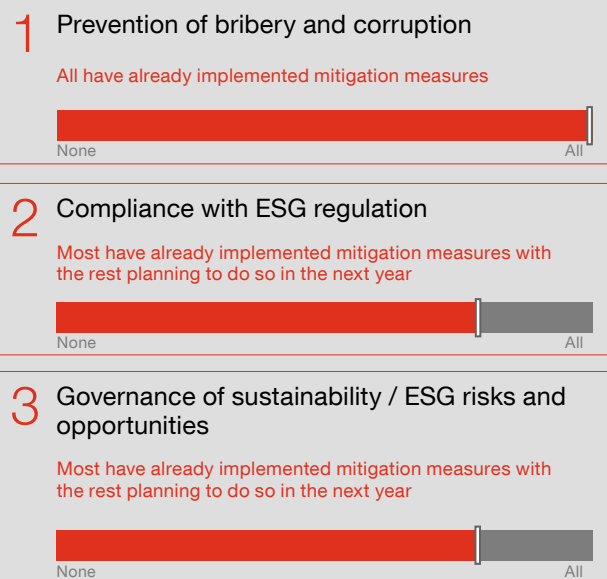 1 Prevention of bribery and corruption
All have already implemented mitigation measures
None All
2 Compliance with ESG regulation
Most have already implemented mitigation measures with
the rest planning to do so in the next year
None All
3 Governance of sustainability / ESG risks and
opportunities
Most have already implemented mitigation measures with
the rest planning to do so in the next year
None All